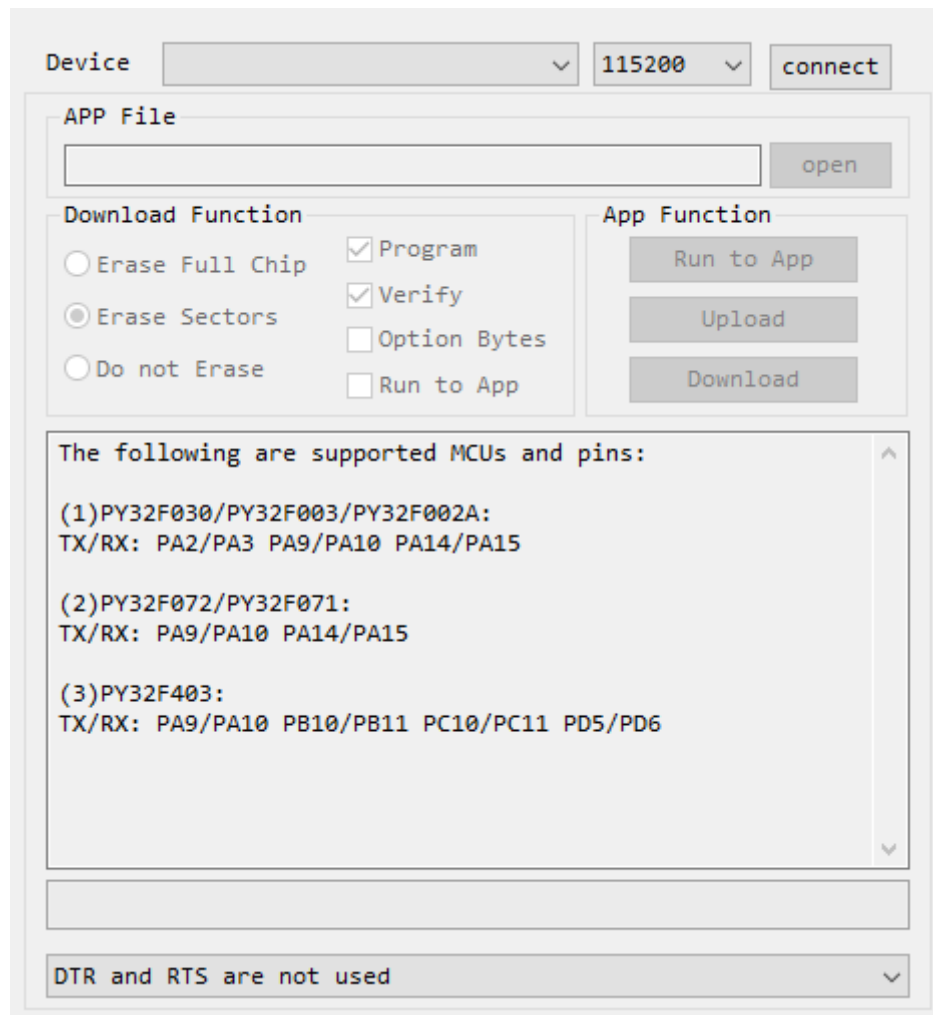 Device 115200 connect
APP File
open
Download Function
Erase Full Chip
Erase Sectors
Do not Erase
Program
Verify
Option Bytes
Run to App
App Function
Run to App
Upload
Download
The following are supported MCUs and pins:
(1)PY32F030/PY32F003/PY32F002A:
TX/RX: PA2/PA3 PA9/PA10 PA14/PA15
(2)PY32F072/PY32F071:
TX/RX: PA9/PA10 PA14/PA15
(3)PY32F403:
TX/RX: PA9/PA10 PB10/PB11 PC10/PC11 PD5/PD6
DTR and RTS are not used